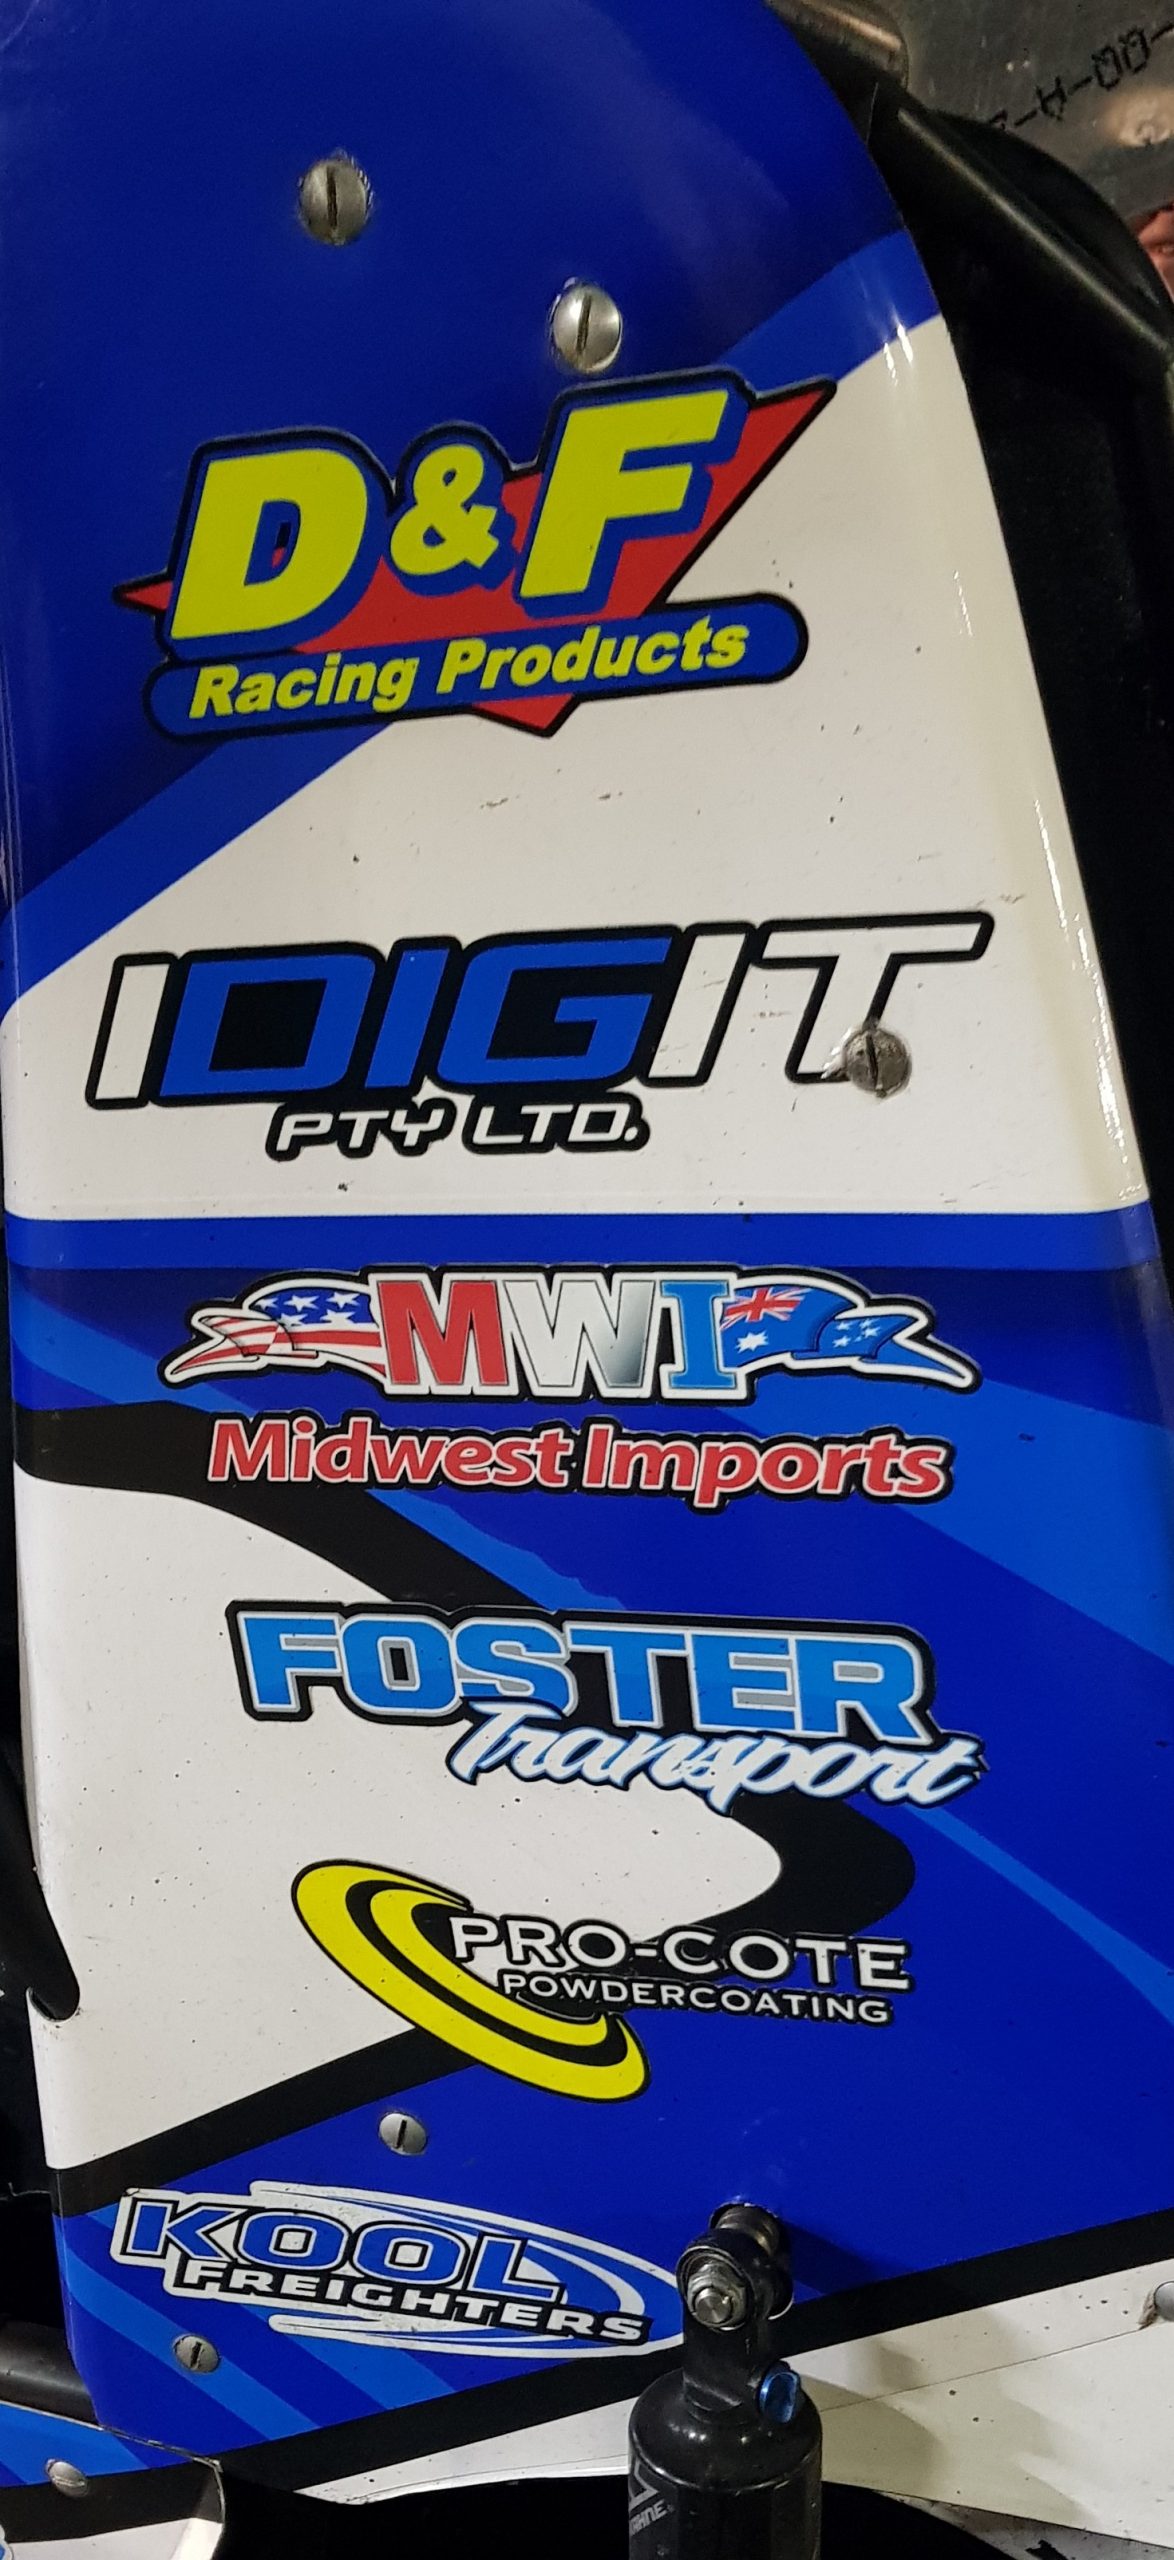 D&F
Racing Products
IDIGIT
PTY LTD.
MWI
Midwest Imports
FOSTER
Transport
PRO-COTE
POWDERCOATING
KOOL
FREIGHTERS